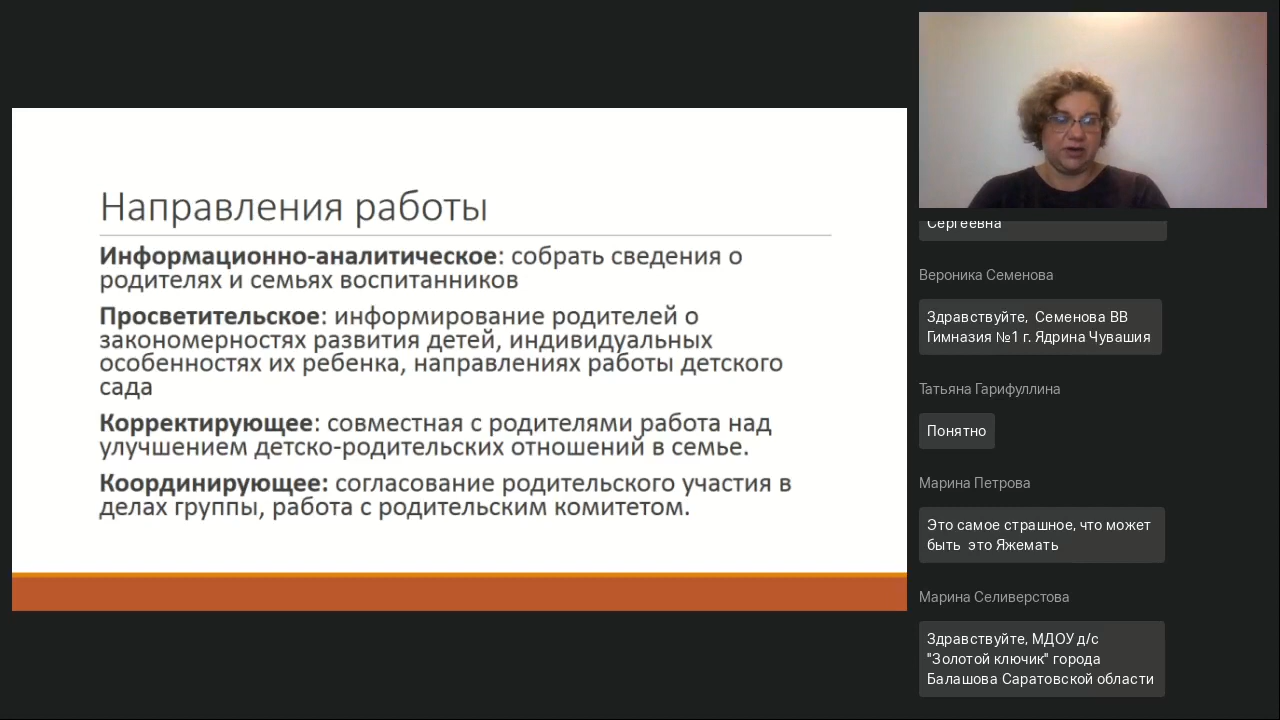 Направления работы
Информационно-аналитическое: собрать сведения о
родителях и семьях воспитанников
Просветительское: информирование родителей о
закономерностях развития детей, индивидуальных
особенностях их ребенка, направлениях работы детского
сада
Корректирующее: совместная с родителями работа над
улучшением детско-родительских отношений в семье.
Координирующее: согласование родительского участия в
делах группы, работа с родительским комитетом.
Сергеевна
Вероника Семенова
Здравствуйте, Семенова ВВ
Гимназия №1 г. Ядрина Чувашия
Татьяна Гарифуллина
Понятно
Марина Петрова
Это самое страшное, что может
быть это Яжемать
Марина Селиверстова
Здравствуйте, МДОУ д/с
"Золотой ключик" города
Балашова Саратовской области